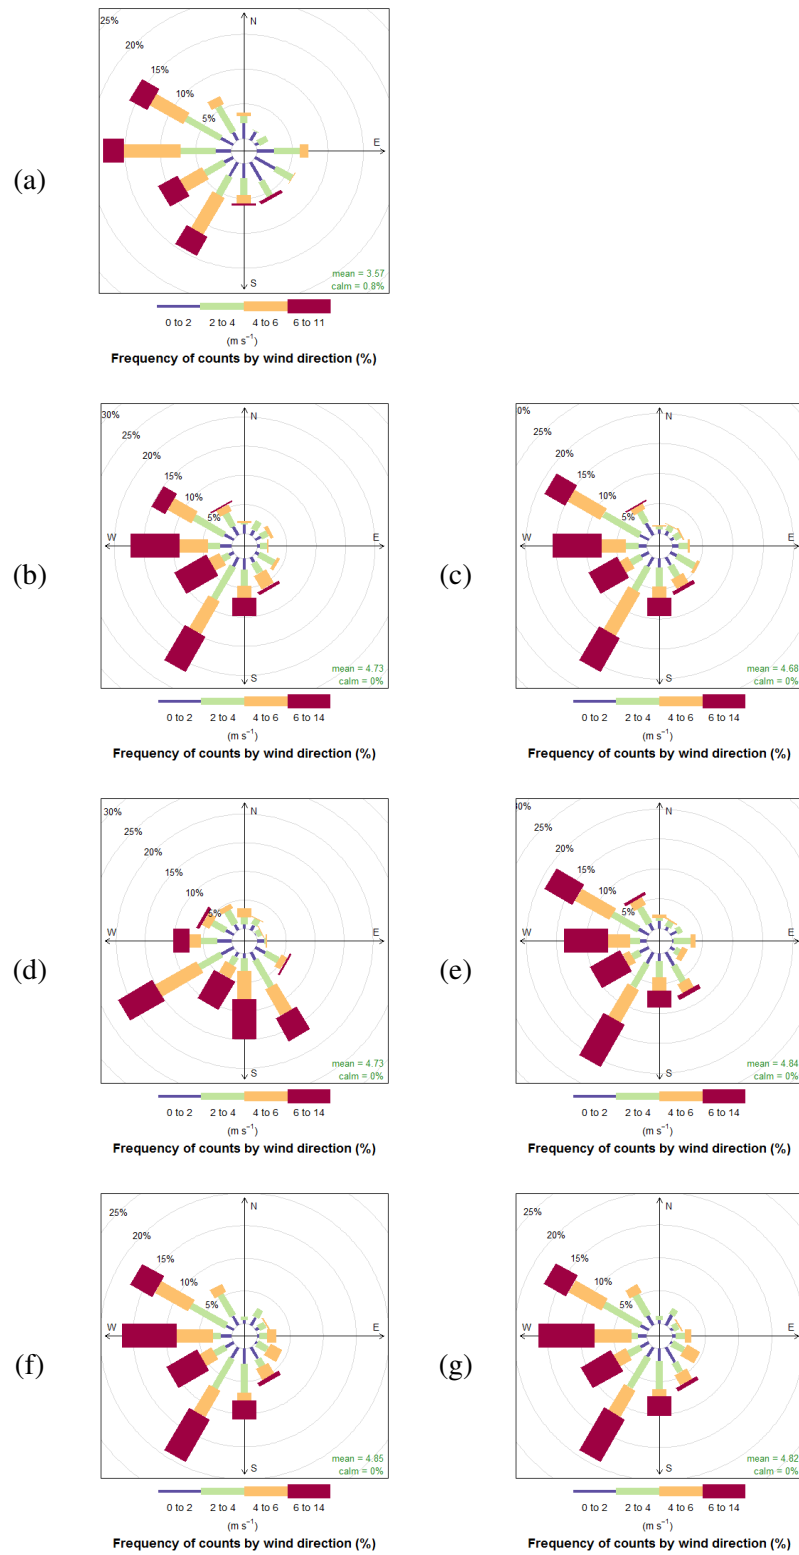 (a)
25%
20%
15%
10%
5%
N
E
S
mean = 3.57
calm = 0.8%
0 to 2 2 to 4 4 to 6 6 to 11
(m s⁻¹)
Frequency of counts by wind direction (%)
(b)
30%
25%
20%
15%
10%
5%
N
W E
S
mean = 4.73
calm = 0%
0 to 2 2 to 4 4 to 6 6 to 14
(m s⁻¹)
Frequency of counts by wind direction (%)
(c)
0%
25%
20%
15%
10%
5%
N
W E
S
mean = 4.68
calm = 0%
0 to 2 2 to 4 4 to 6 6 to 14
(m s⁻¹)
Frequency of counts by wind direction (%)
(d)
30%
25%
20%
15%
10%
5%
N
W E
S
mean = 4.73
calm = 0%
0 to 2 2 to 4 4 to 6 6 to 14
(m s⁻¹)
Frequency of counts by wind direction (%)
(e)
30%
25%
20%
15%
10%
5%
N
W E
S
mean = 4.84
calm = 0%
0 to 2 2 to 4 4 to 6 6 to 14
(m s⁻¹)
Frequency of counts by wind direction (%)
(f)
25%
20%
15%
10%
5%
N
W E
S
mean = 4.85
calm = 0%
0 to 2 2 to 4 4 to 6 6 to 14
(m s⁻¹)
Frequency of counts by wind direction (%)
(g)
25%
20%
15%
10%
5%
N
W E
S
mean = 4.82
calm = 0%
0 to 2 2 to 4 4 to 6 6 to 14
(m s⁻¹)
Frequency of counts by wind direction (%)